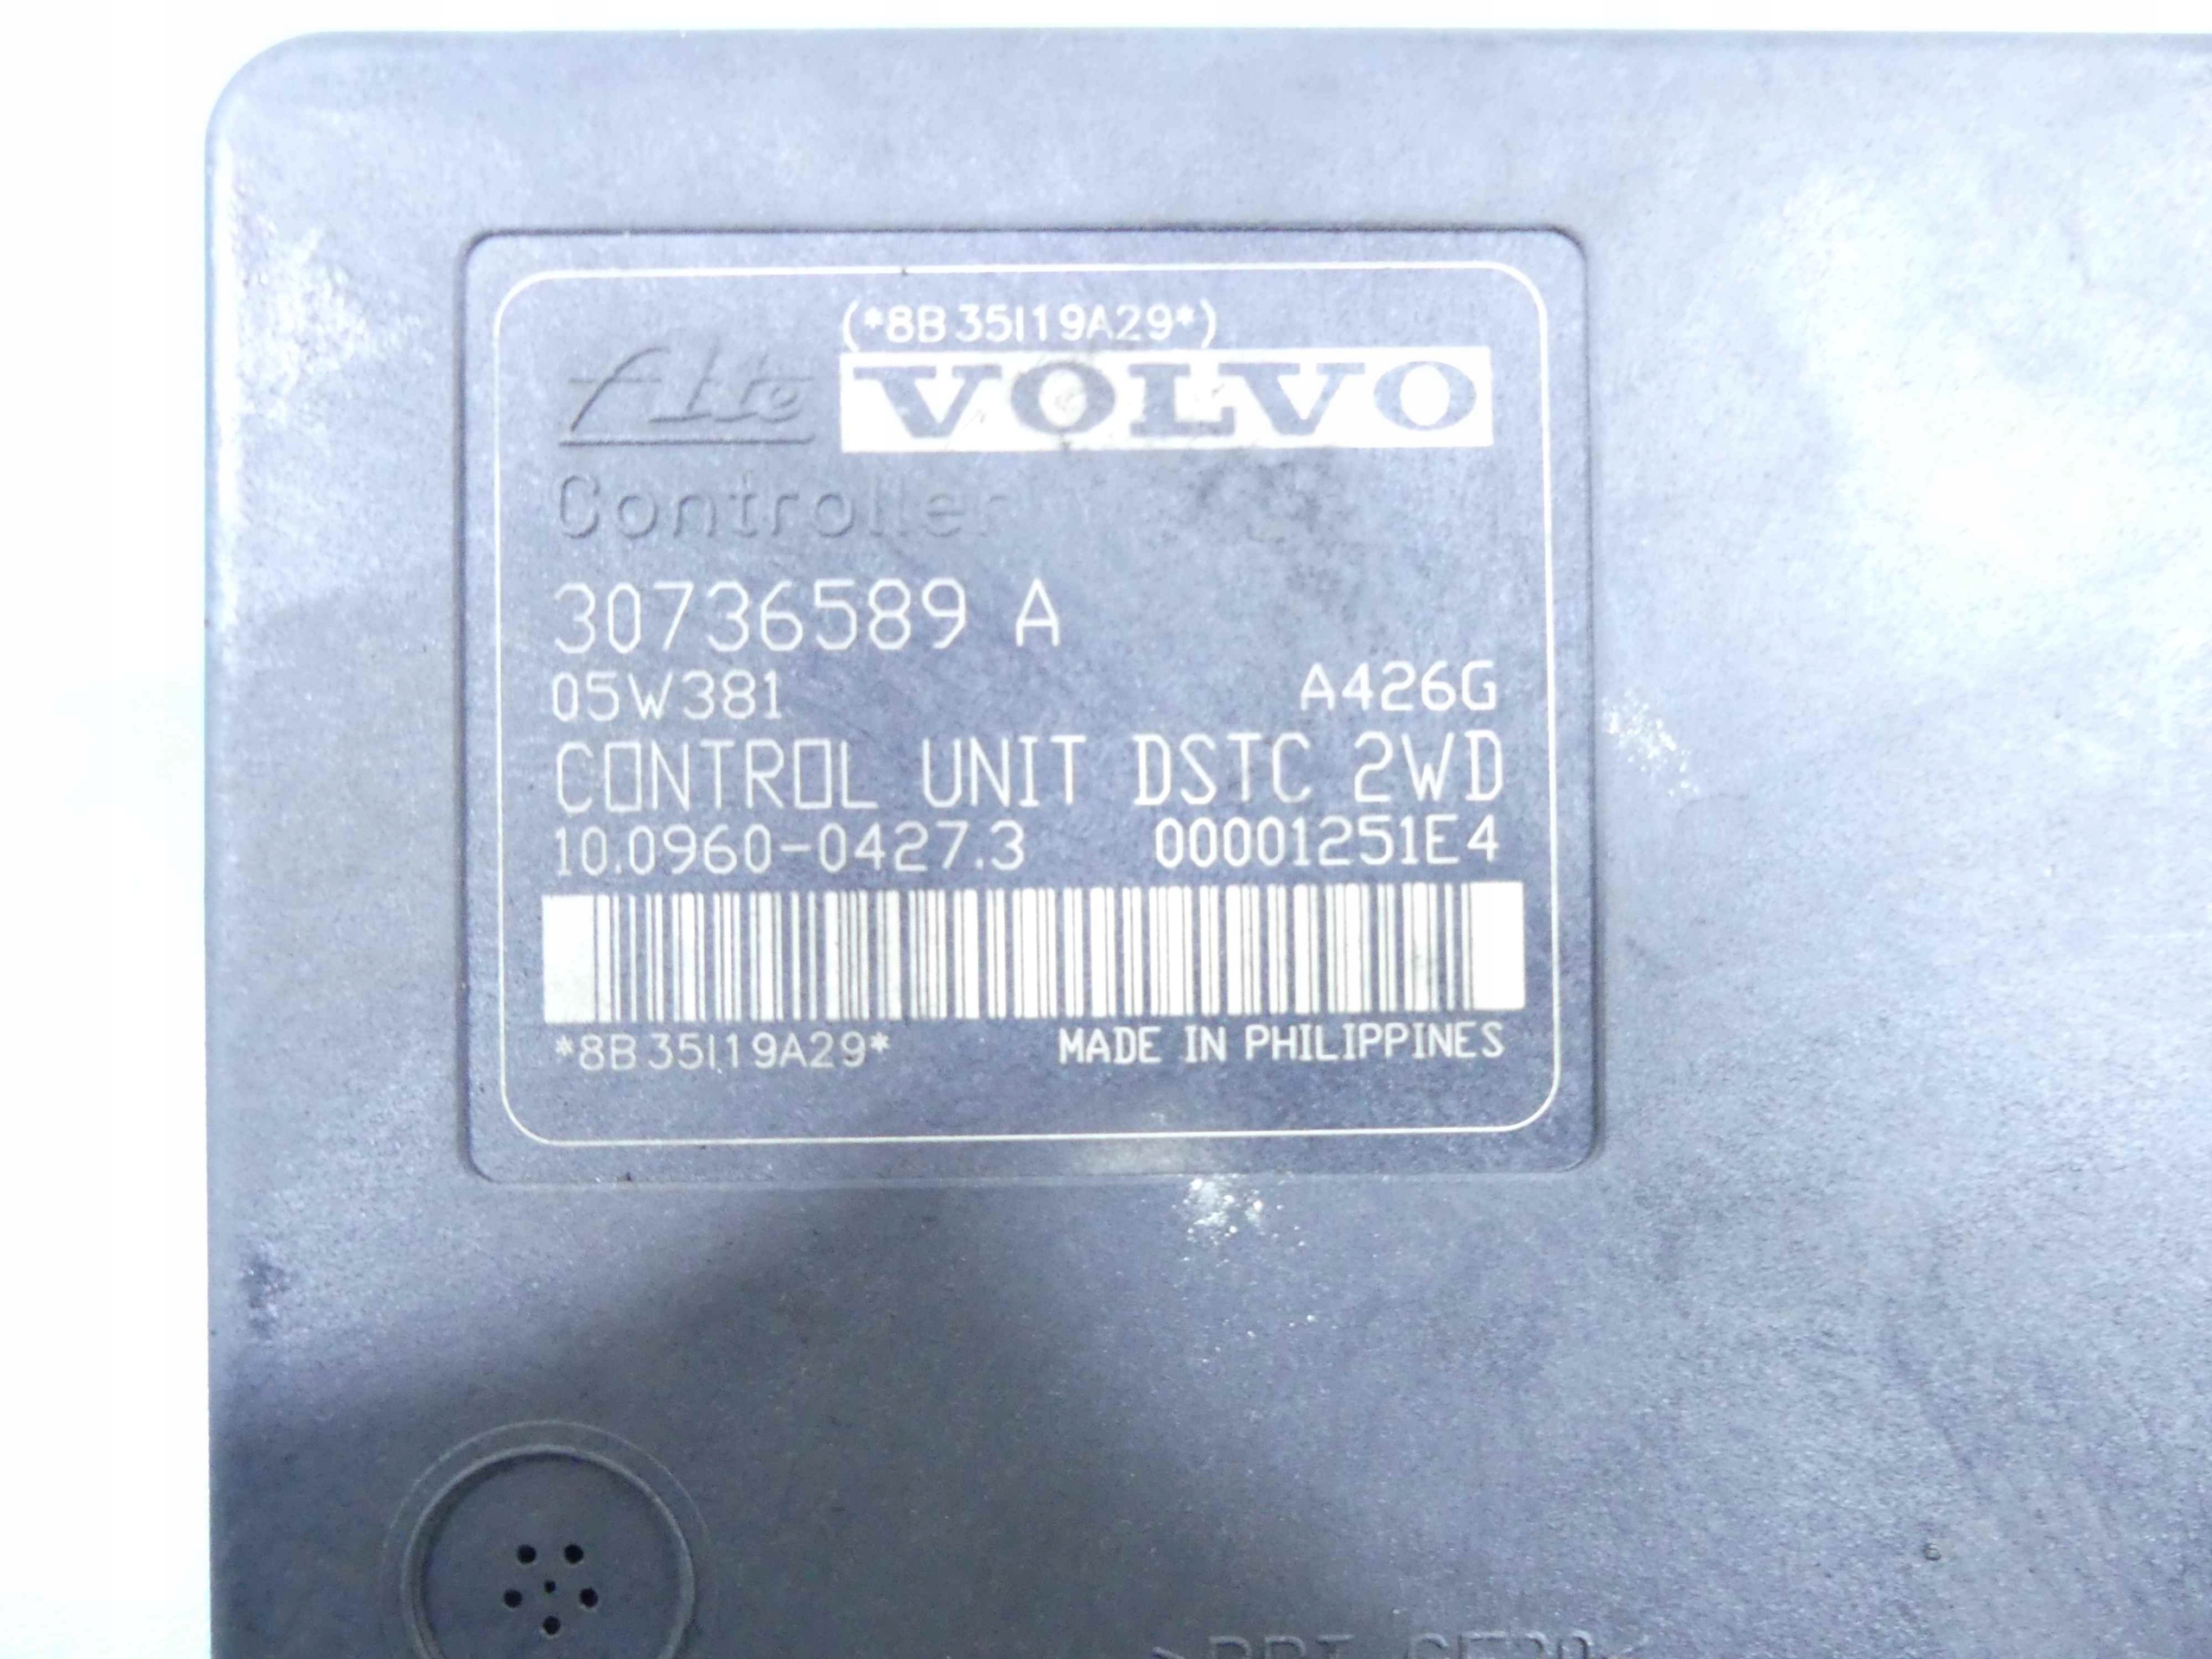 (*8B35I19A29*)
Ate VOLVO
Controller
30736589 A
05W381 A426G
CONTROL UNIT DSTC 2WD
10.0960-0427.3 00001251E4
*8B35I19A29* MADE IN PHILIPPINES